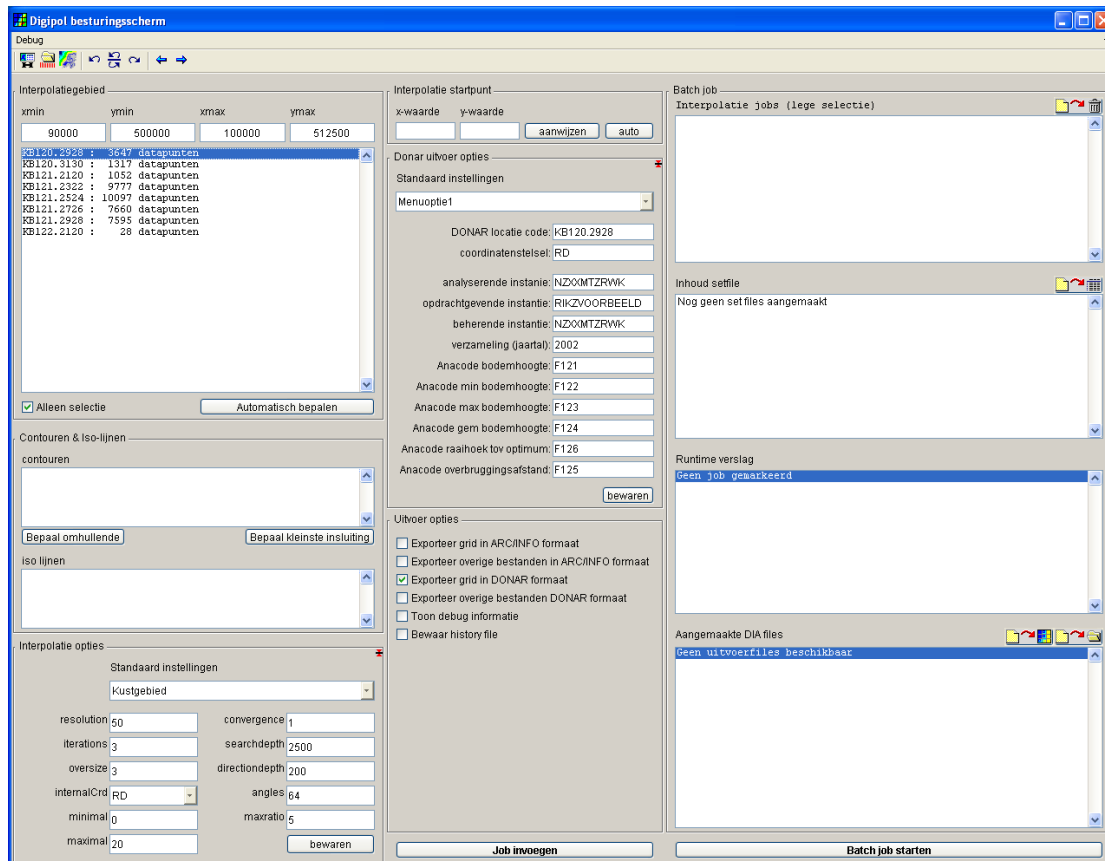 Digipol besturingsscherm
Debug
Interpolatiegebied
xmin ymin xmax ymax
90000 500000 100000 512500
KB120.2928 : 3647 datapunten
KB120.3130 : 1317 datapunten
KB121.2120 : 1052 datapunten
KB121.2322 : 9777 datapunten
KB121.2524 : 10097 datapunten
KB121.2726 : 7660 datapunten
KB121.2928 : 7595 datapunten
KB122.2120 : 28 datapunten
Alleen selectie
Automatisch bepalen
Contouren & Iso-lijnen
contouren
Bepaal omhullende
Bepaal kleinste insluiting
iso lijnen
Interpolatie opties
Standaard instellingen
Kustgebied
resolution 50
convergence 1
iterations 3
searchdepth 2500
oversize 3
directiondepth 200
internalCrd RD
angles 64
minimal 0
maxratio 5
maximal 20
bewaren
Interpolatie startpunt
x-waarde y-waarde
aanwijzen
auto
Donar uitvoer opties
Standaard instellingen
Menuoptie1
DONAR locatie code: KB120.2928
coordinatenstelsel: RD
analyserende instanie: NZXXMTZRWK
opdrachtgevende instantie: RIKZVOORBEELD
beherende instantie: NZXXMTZRWK
verzameling (jaartal): 2002
Anacode bodemhoogte: F121
Anacode min bodemhoogte: F122
Anacode max bodemhoogte: F123
Anacode gem bodemhoogte: F124
Anacode raaihoek tov optimum: F126
Anacode overbruggingsafstand: F125
bewaren
Uitvoer opties
Exporteer grid in ARC/INFO formaat
Exporteer overige bestanden in ARC/INFO formaat
Exporteer grid in DONAR formaat
Exporteer overige bestanden DONAR formaat
Toon debug informatie
Bewaar history file
Job invoegen
Batch job
Interpolatie jobs (lege selectie)
Inhoud setfile
Nog geen set files aangemaakt
Runtime verslag
Geen job gemarkeerd
Aangemaakte DIA files
Geen uitvoerfiles beschikbaar
Batch job starten